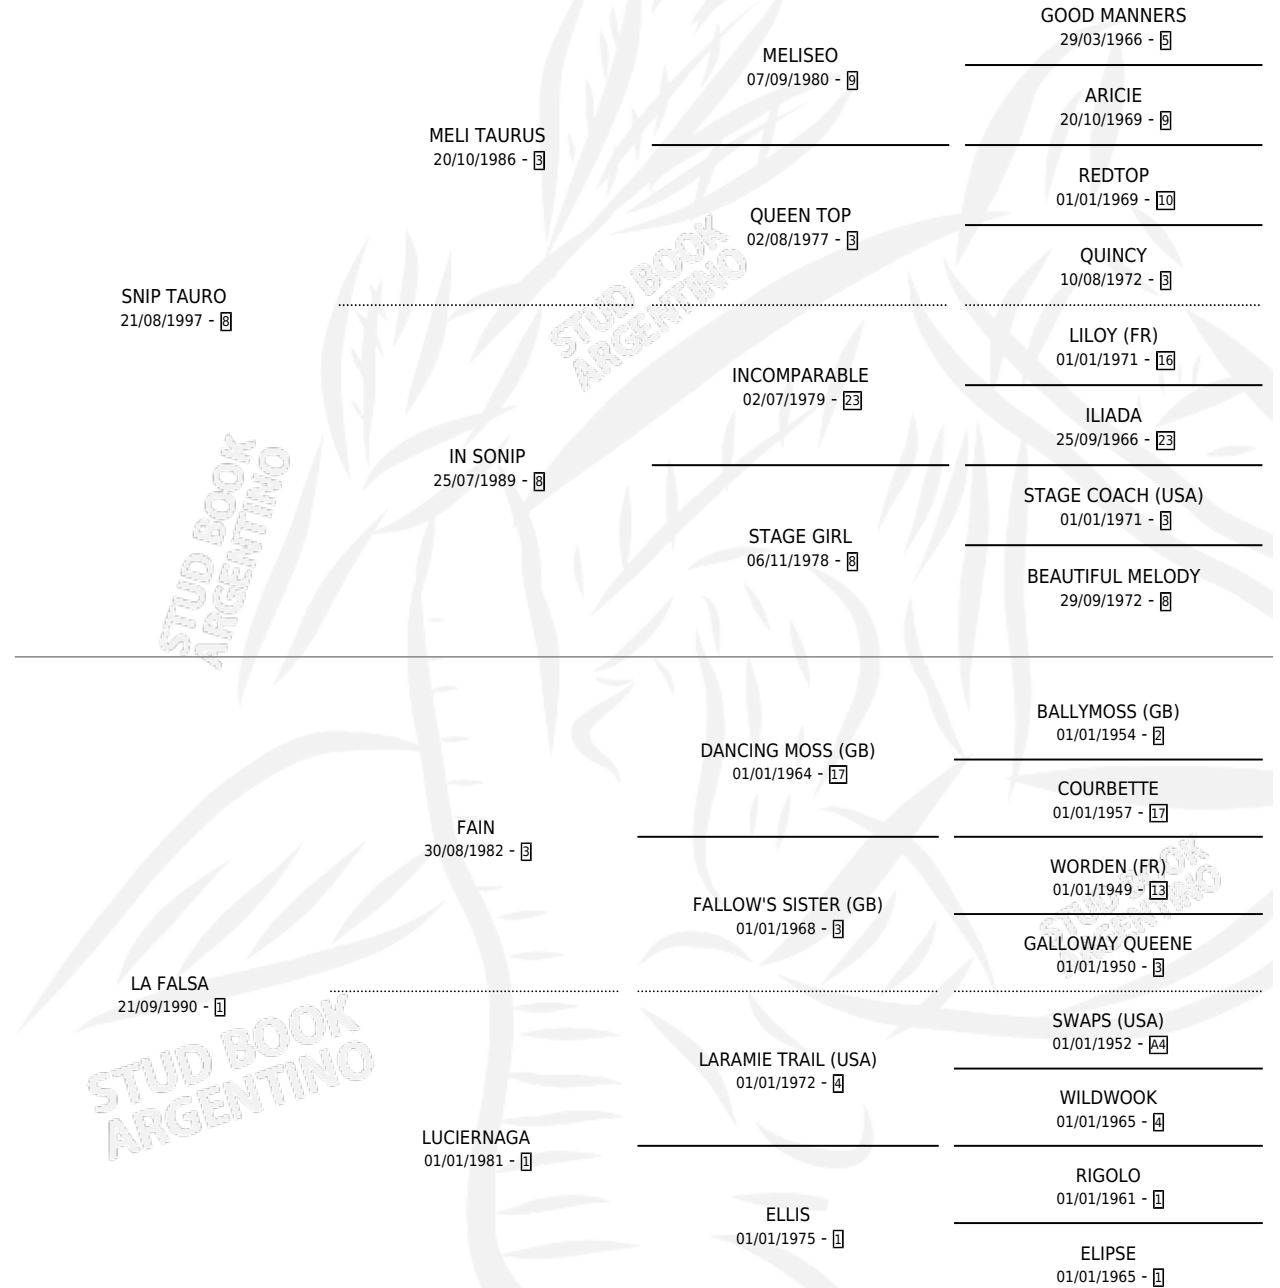 GOOD MANNERS
29/03/1966 - 5
MELISEO
07/09/1980 - 9
ARICIE
20/10/1969 - 9
MELI TAURUS
20/10/1986 - 3
REDTOP
01/01/1969 - 10
QUEEN TOP
02/08/1977 - 3
QUINCY
10/08/1972 - 3
SNIP TAURO
21/08/1997 - 8
STUD BOOK
ARGENTINO
LILOY (FR)
01/01/1971 - 16
INCOMPARABLE
02/07/1979 - 23
ILIADA
25/09/1966 - 23
IN SONIP
25/07/1989 - 8
STAGE COACH (USA)
01/01/1971 - 3
STAGE GIRL
06/11/1978 - 8
BEAUTIFUL MELODY
29/09/1972 - 8
STUD BOOK
ARGENTINO
BALLYMOSS (GB)
01/01/1954 - 2
DANCING MOSS (GB)
01/01/1964 - 17
COURBETTE
01/01/1957 - 17
FAIN
30/08/1982 - 3
WORDEN (FR)
01/01/1949 - 13
FALLOW'S SISTER (GB)
01/01/1968 - 3
GALLOWAY QUEENE
01/01/1950 - 3
STUD BOOK
ARGENTINO
LA FALSA
21/09/1990 - 1
SWAPS (USA)
01/01/1952 - A4
LARAMIE TRAIL (USA)
01/01/1972 - 4
WILDWOOK
01/01/1965 - 4
LUCIERNAGA
01/01/1981 - 1
RIGOLO
01/01/1961 - 1
ELLIS
01/01/1975 - 1
ELIPSE
01/01/1965 - 1
STUD BOOK
ARGENTINO